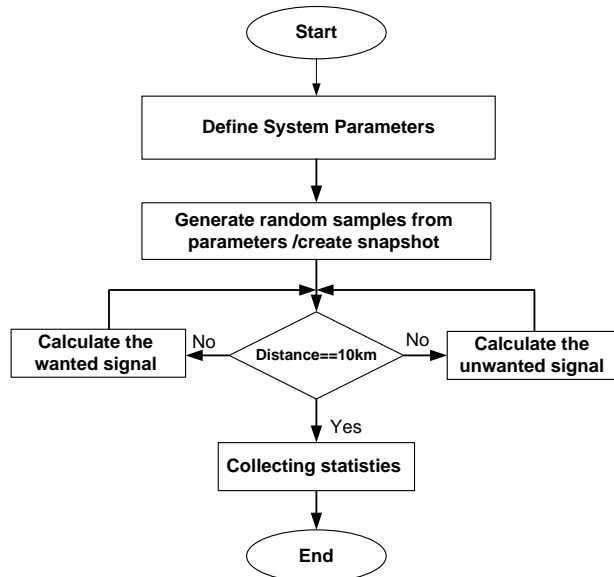 Start
Define System Parameters
Generate random samples from
parameters /create snapshot
Calculate the
wanted signal
No
Distance==10km
No
Calculate the
unwanted signal
Yes
Collecting statisties
End